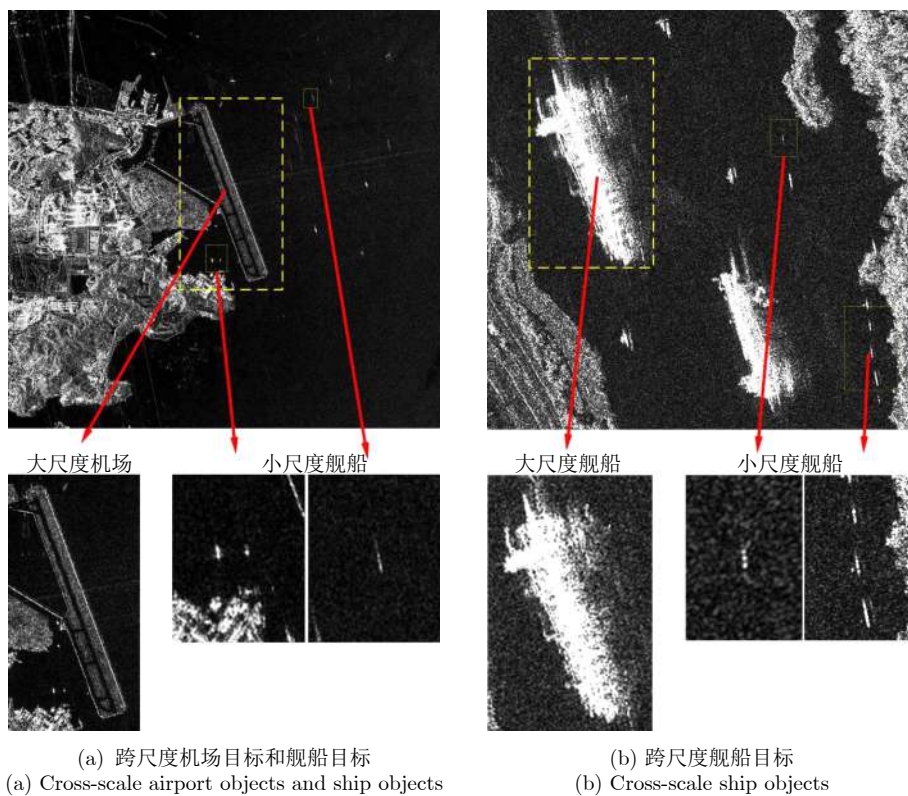 大尺度机场
小尺度舰船
大尺度舰船
小尺度舰船
(a) 跨尺度机场目标和舰船目标
(a) Cross-scale airport objects and ship objects
(b) 跨尺度舰船目标
(b) Cross-scale ship objects